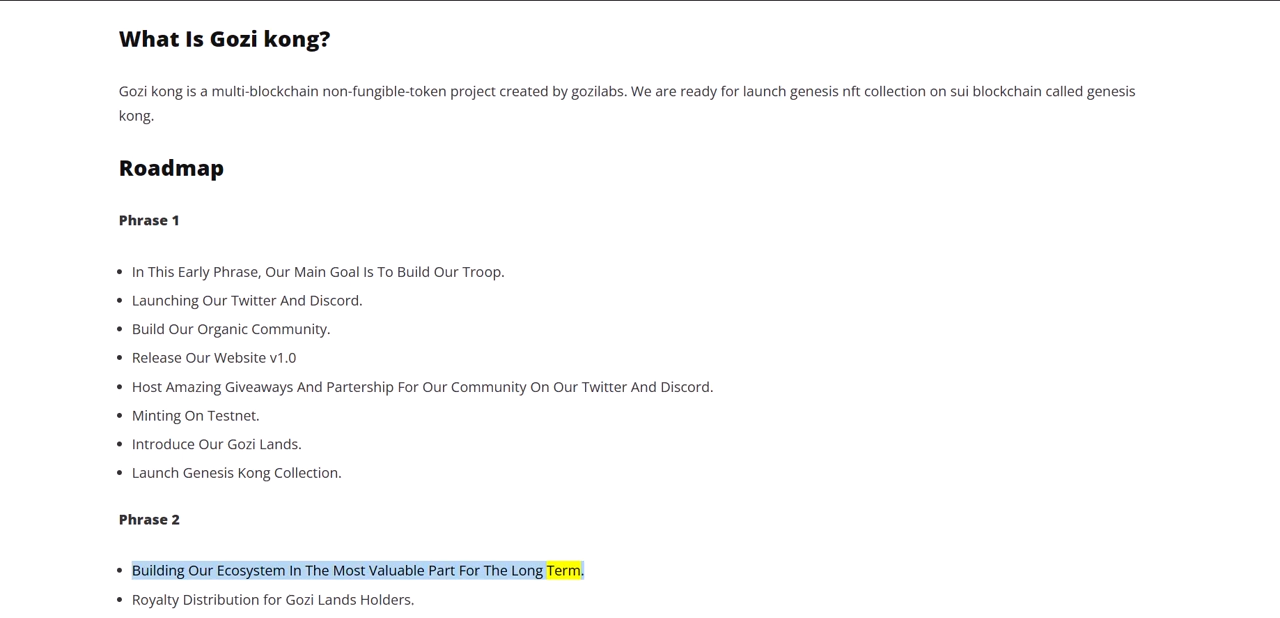 What Is Gozi kong?
Gozi kong is a multi-blockchain non-fungible-token project created by gozilabs. We are ready for launch genesis nft collection on sui blockchain called genesis
kong.
Roadmap
Phrase 1
In This Early Phrase, Our Main Goal Is To Build Our Troop.
Launching Our Twitter And Discord.
Build Our Organic Community.
Release Our Website v1.0
Host Amazing Giveaways And Partership For Our Community On Our Twitter And Discord.
Minting On Testnet.
Introduce Our Gozi Lands.
Launch Genesis Kong Collection.
Phrase 2
Building Our Ecosystem In The Most Valuable Part For The Long Term.
Royalty Distribution for Gozi Lands Holders.